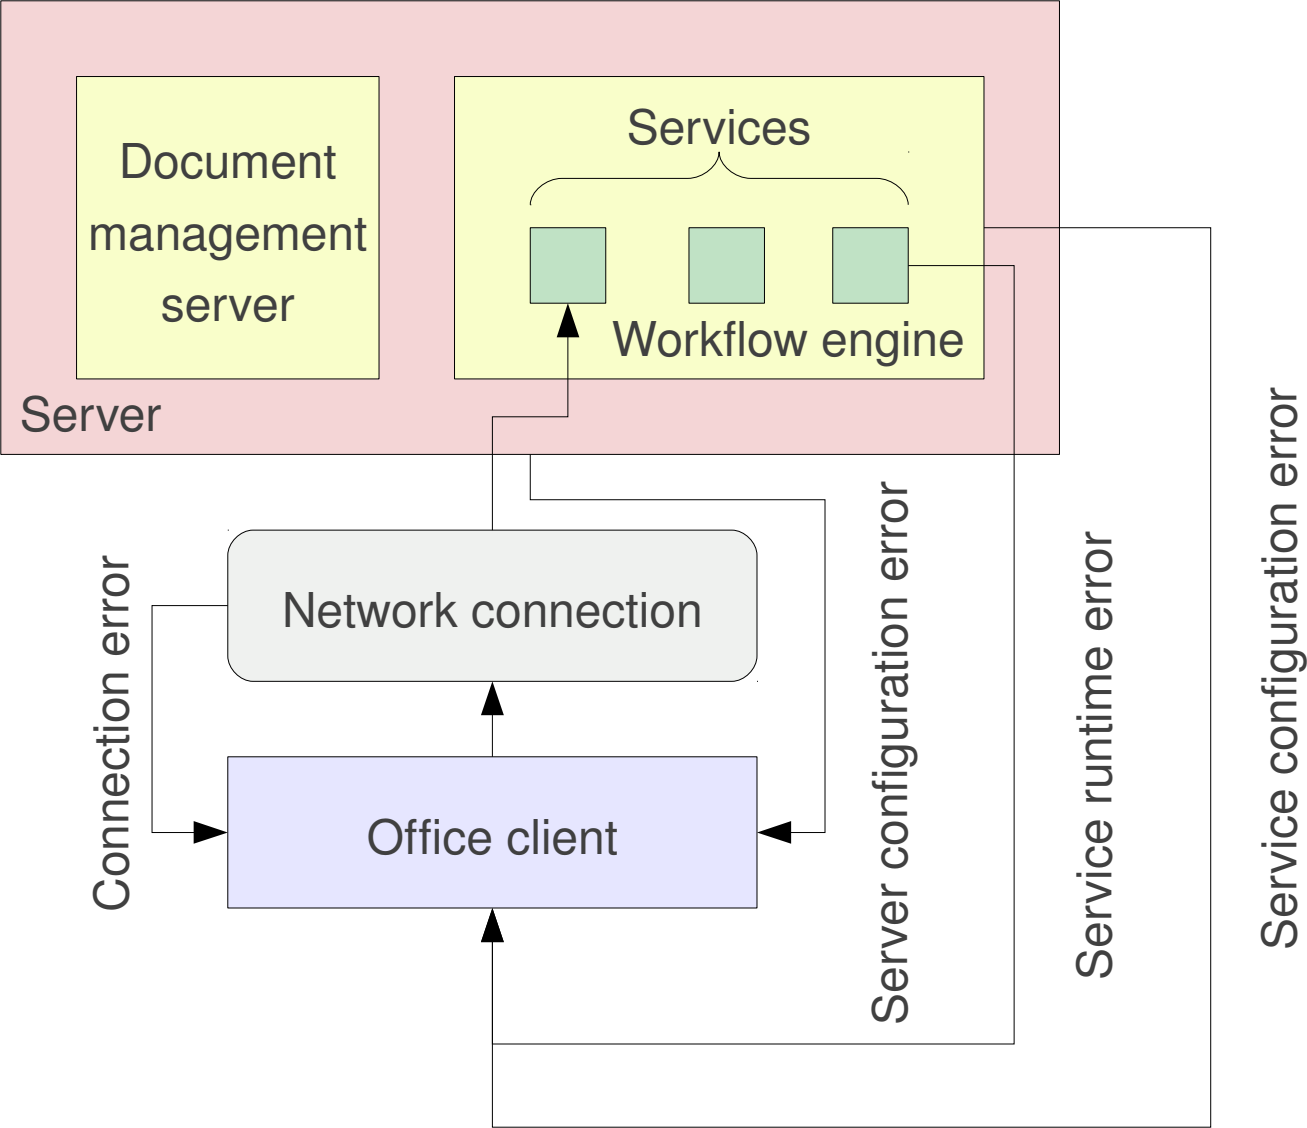 Services
Document
management
server
Workflow engine
Server
Network connection
Office client
Connection error
Server configuration error
Service runtime error
Service configuration error